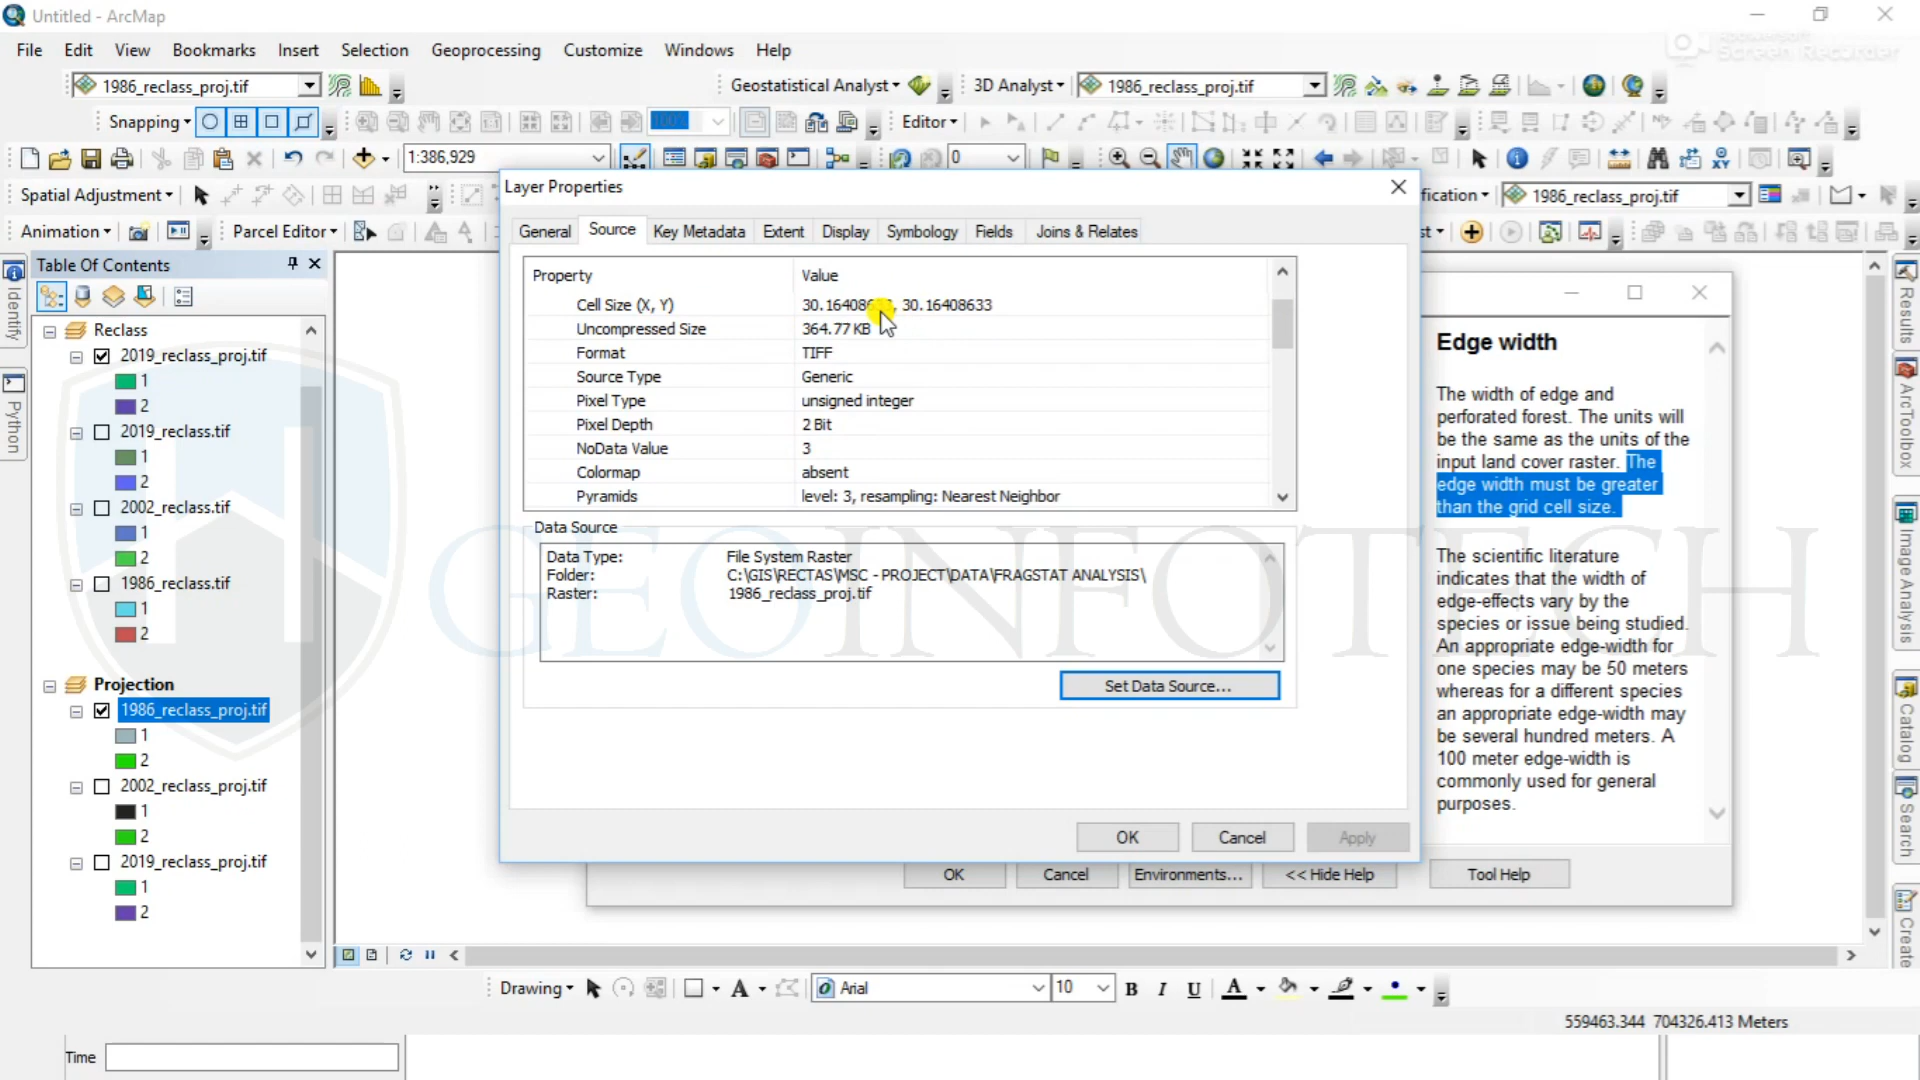 Untitled - ArcMap
File Edit View Bookmarks Insert Selection Geoprocessing Customize Windows Help
Apowersoft
Screen Recorder
1986_reclass_proj.tif
Geostatistical Analyst
3D Analyst
1986_reclass_proj.tif
Snapping
100%
Editor
1:386,929
0
Spatial Adjustment
fication
1986_reclass_proj.tif
Animation
Parcel Editor
st
Layer Properties
General Source Key Metadata Extent Display Symbology Fields Joins & Relates
Property Value
Cell Size (X, Y) 30.16408633, 30.16408633
Uncompressed Size 364.77 KB
Format TIFF
Source Type Generic
Pixel Type unsigned integer
Pixel Depth 2 Bit
NoData Value 3
Colormap absent
Pyramids level: 3, resampling: Nearest Neighbor
Data Source
Data Type: File System Raster
Folder: C:\GIS\RECTAS\MSC - PROJECT\DATA\FRAGSTAT ANALYSIS\
Raster: 1986_reclass_proj.tif
Set Data Source...
OK Cancel Apply
Table Of Contents
Reclass
2019_reclass_proj.tif
1
2
2019_reclass.tif
1
2
2002_reclass.tif
1
2
1986_reclass.tif
1
2
Projection
1986_reclass_proj.tif
1
2
2002_reclass_proj.tif
1
2
2019_reclass_proj.tif
1
2
Identify
Python
Edge width
The width of edge and
perforated forest. The units will
be the same as the units of the
input land cover raster. The
edge width must be greater
than the grid cell size.
The scientific literature
indicates that the width of
edge-effects vary by the
species or issue being studied.
An appropriate edge-width for
one species may be 50 meters
whereas for a different species
an appropriate edge-width may
be several hundred meters. A
100 meter edge-width is
commonly used for general
purposes.
OK Cancel Environments... << Hide Help Tool Help
Results
ArcToolbox
Image Analysis
Catalog
Search
Create
GEOINFOTECH
Drawing
Arial
10
B I U A
559463.344 704326.413 Meters
Time